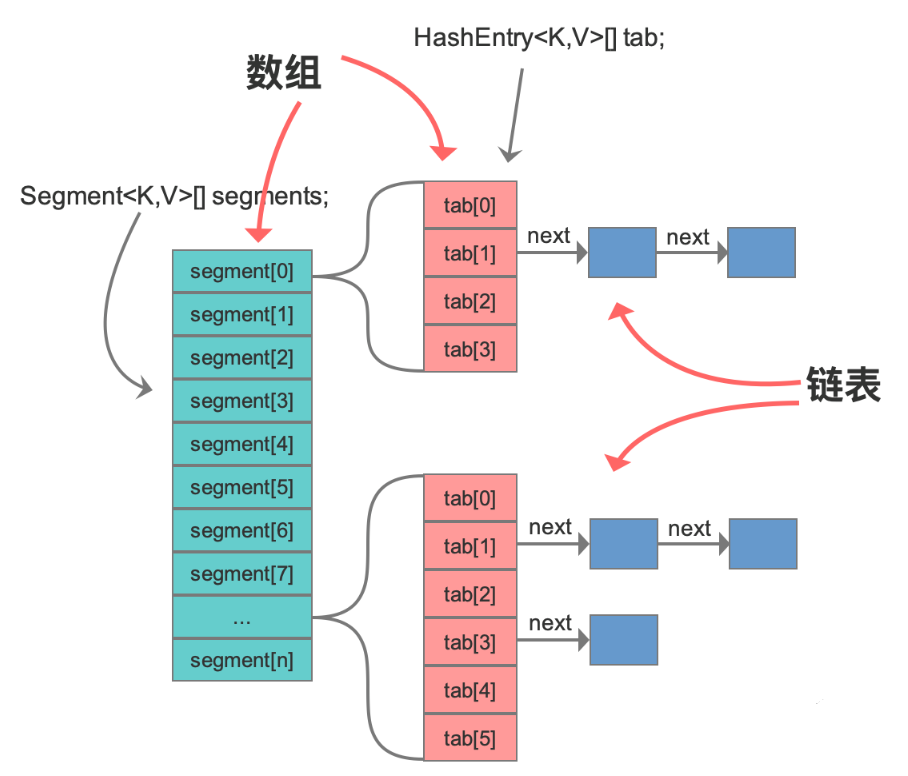 HashEntry<K,V>[] tab;
数组
Segment<K,V>[] segments;
segment[0]
segment[1]
segment[2]
segment[3]
segment[4]
segment[5]
segment[6]
segment[7]
...
segment[n]
tab[0]
tab[1]
tab[2]
tab[3]
next
next
链表
tab[0]
tab[1]
tab[2]
tab[3]
tab[4]
tab[5]
next
next
next